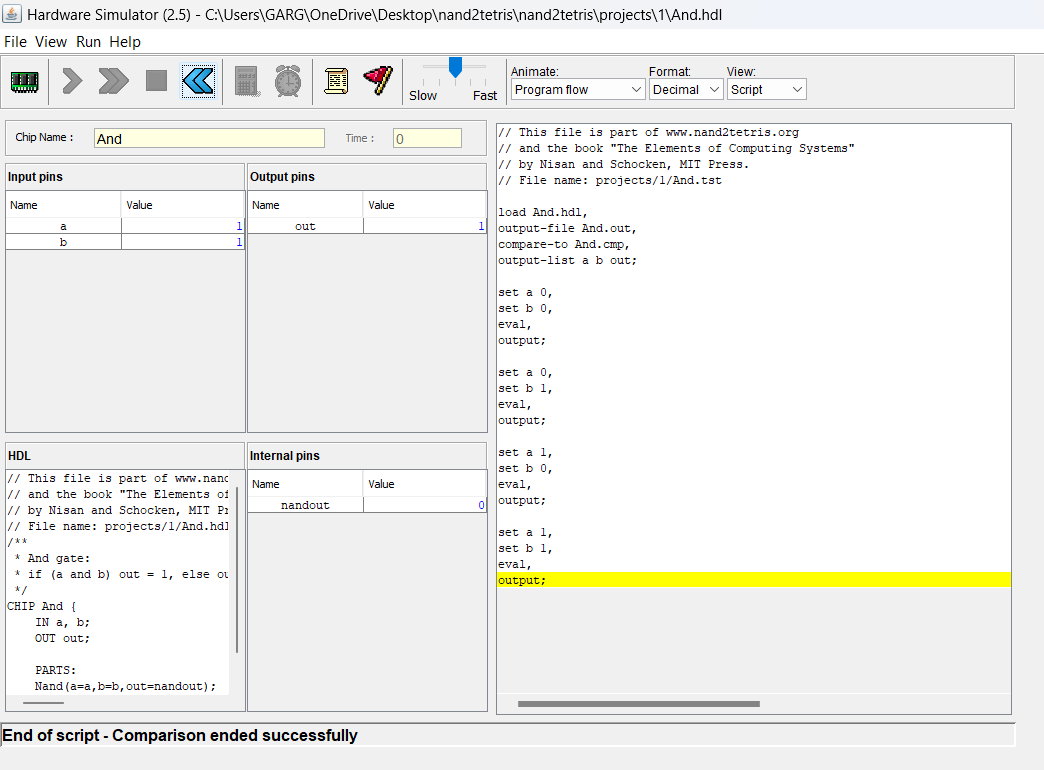 Hardware Simulator (2.5) - C:\Users\GARG\OneDrive\Desktop\nand2tetris\nand2tetris\projects\1\And.hdl
File View Run Help
Slow Fast
Animate: Format: View:
Program flow Decimal Script
Chip Name : And Time : 0
Input pins
Name Value
a 1
b 1
Output pins
Name Value
out 1
HDL
// This file is part of www.nand
// and the book "The Elements of
// by Nisan and Schocken, MIT Pr
// File name: projects/1/And.hdl
/**
* And gate:
* if (a and b) out = 1, else ou
*/
CHIP And {
IN a, b;
OUT out;
PARTS:
Nand(a=a,b=b,out=nandout);
Internal pins
Name Value
nandout 0
// This file is part of www.nand2tetris.org
// and the book "The Elements of Computing Systems"
// by Nisan and Schocken, MIT Press.
// File name: projects/1/And.tst
load And.hdl,
output-file And.out,
compare-to And.cmp,
output-list a b out;
set a 0,
set b 0,
eval,
output;
set a 0,
set b 1,
eval,
output;
set a 1,
set b 0,
eval,
output;
set a 1,
set b 1,
eval,
output;
End of script - Comparison ended successfully